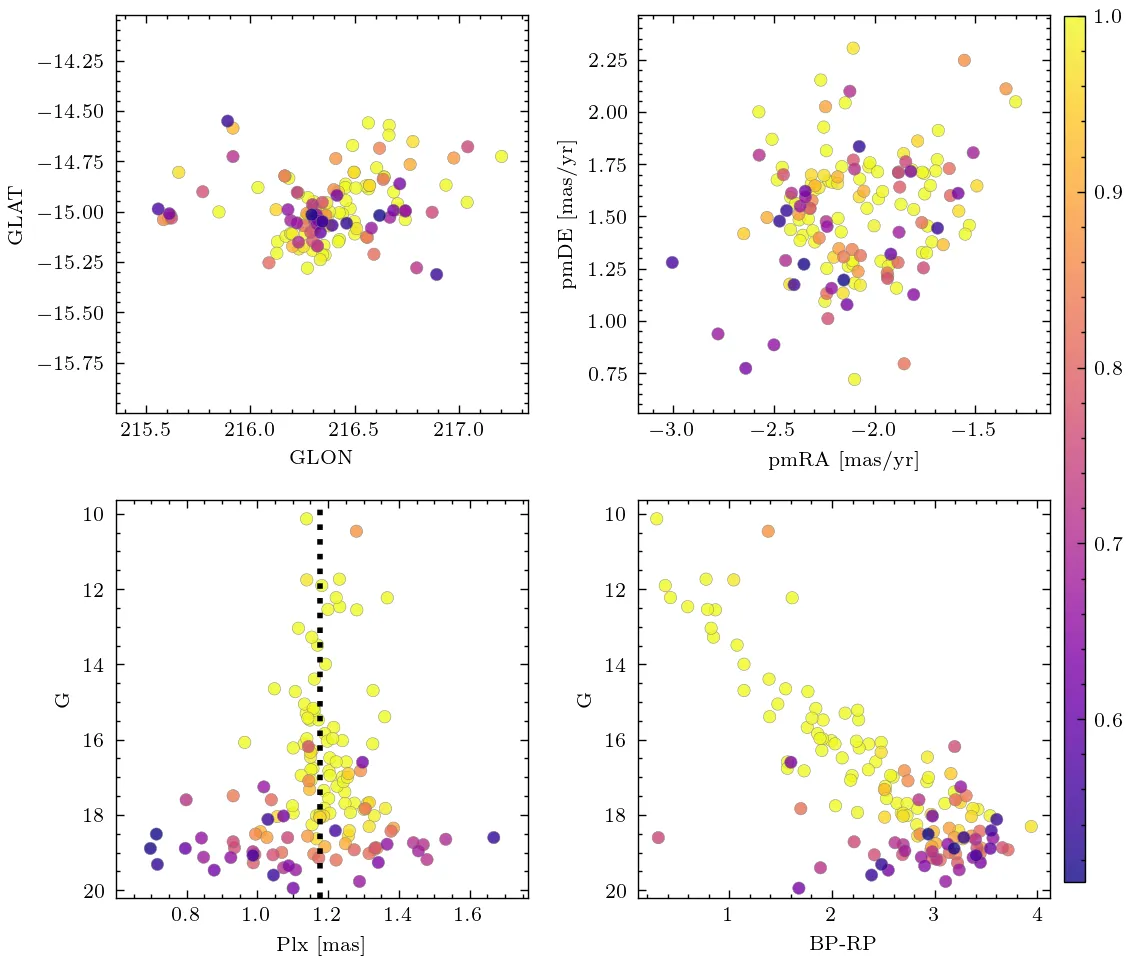 −14.25
−14.50
−14.75
−15.00
−15.25
−15.50
−15.75
GLAT
215.5 216.0 216.5 217.0
GLON
2.25
2.00
1.75
1.50
1.25
1.00
0.75
pmDE [mas/yr]
−3.0 −2.5 −2.0 −1.5
pmRA [mas/yr]
1.0
0.9
0.8
0.7
0.6
10
12
14
16
18
20
G
0.8 1.0 1.2 1.4 1.6
Plx [mas]
10
12
14
16
18
20
G
1 2 3 4
BP-RP